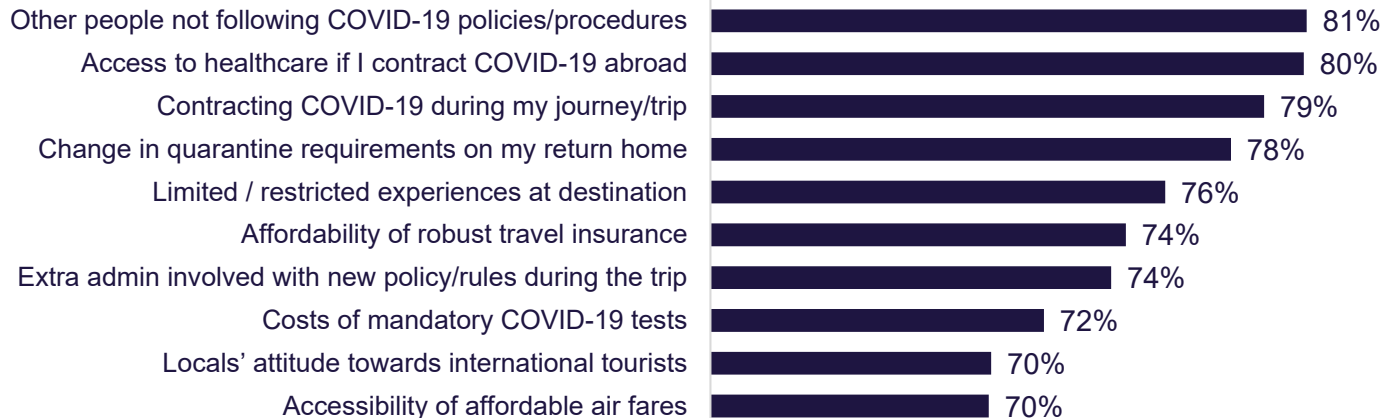 Other people not following COVID-19 policies/procedures 81%
Access to healthcare if I contract COVID-19 abroad 80%
Contracting COVID-19 during my journey/trip 79%
Change in quarantine requirements on my return home 78%
Limited / restricted experiences at destination 76%
Affordability of robust travel insurance 74%
Extra admin involved with new policy/rules during the trip 74%
Costs of mandatory COVID-19 tests 72%
Locals’ attitude towards international tourists 70%
Accessibility of affordable air fares 70%